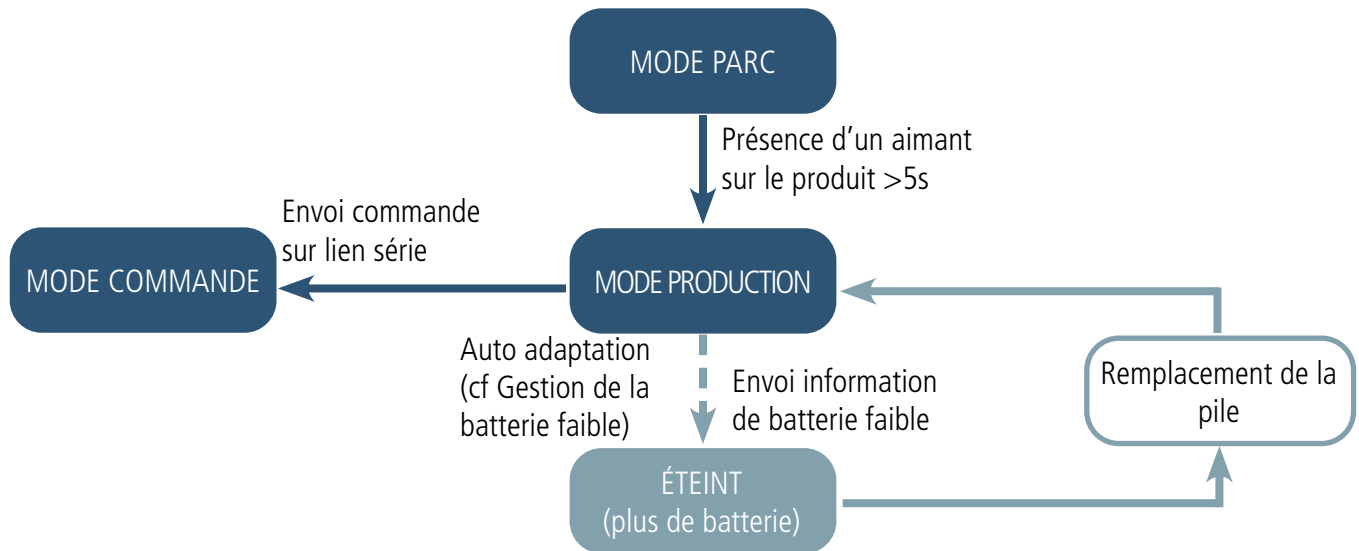 MODE PARC
Présence d’un aimant
sur le produit >5s
Envoi commande
sur lien série
MODE COMMANDE
MODE PRODUCTION
Auto adaptation
(cf Gestion de la
batterie faible)
Envoi information
de batterie faible
Remplacement de la
pile
ÉTEINT
(plus de batterie)